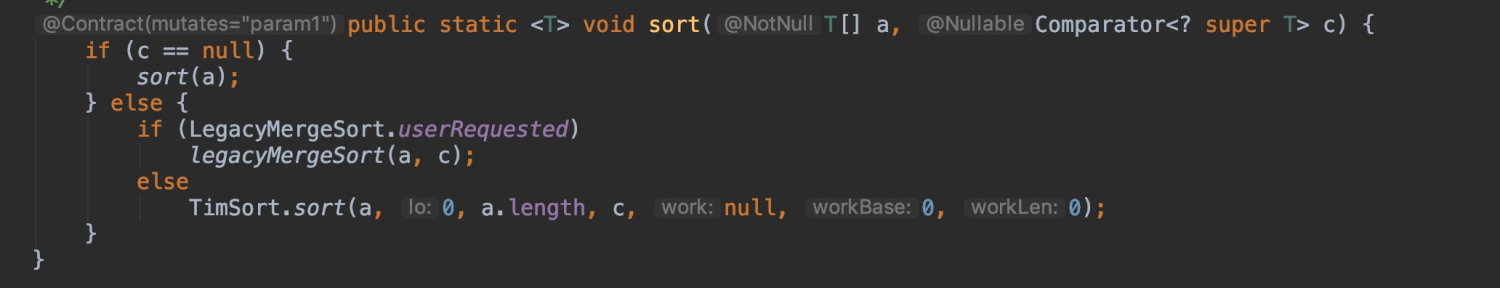 */
@Contract(mutates="param1") public static <T> void sort( @NotNull T[] a, @Nullable Comparator<? super T> c) {
    if (c == null) {
        sort(a);
    } else {
        if (LegacyMergeSort.userRequested)
            legacyMergeSort(a, c);
        else
            TimSort.sort(a, lo: 0, a.length, c, work: null, workBase: 0, workLen: 0);
    }
}